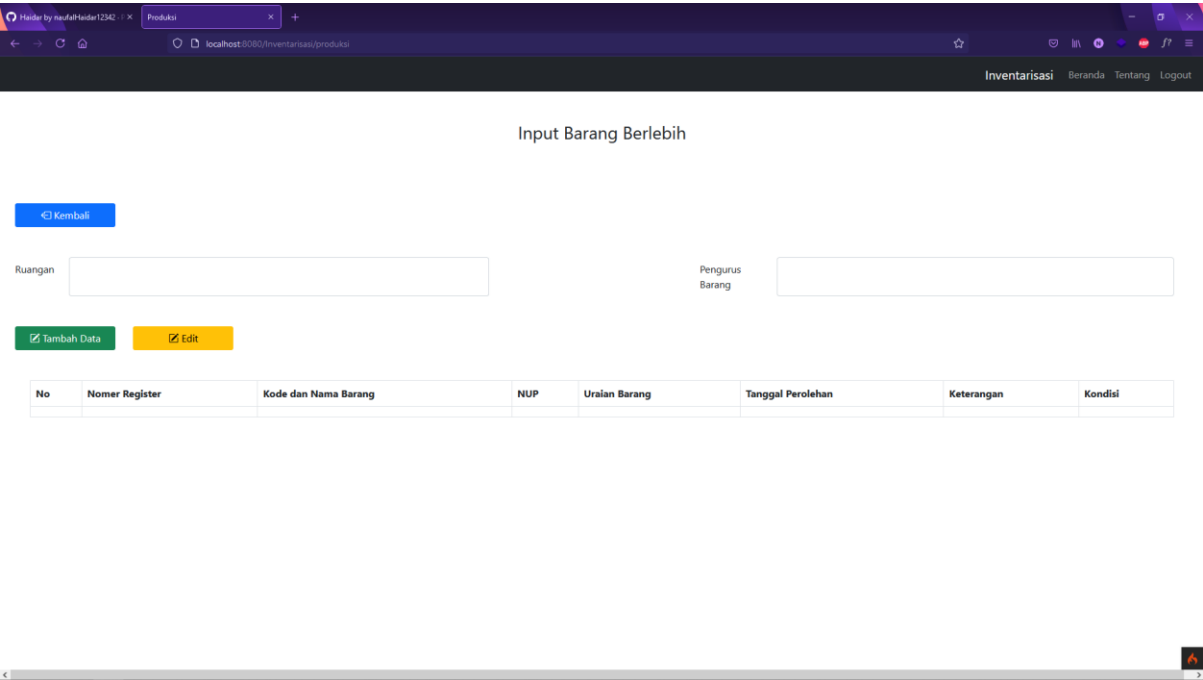 Haidar by naufalHaidar12342 ·
Produksi
localhost:8080/Inventarisasi/produksi
Inventarisasi Beranda Tentang Logout
Input Barang Berlebih
Kembali
Ruangan
Pengurus
Barang
Tambah Data Edit
No Nomer Register Kode dan Nama Barang NUP Uraian Barang Tanggal Perolehan Keterangan Kondisi